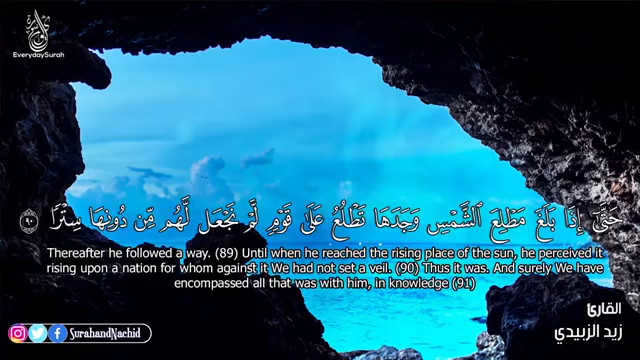 EverydaySurah
حَتَّىٰٓ إِذَا بَلَغَ مَطْلِعَ ٱلشَّمْسِ وَجَدَهَا تَطْلُعُ عَلَىٰ قَوْمٍ لَّمْ نَجْعَل لَّهُم مِّن دُونِهَا سِتْرًا ۝٩٠
Thereafter he followed a way. (89) Until when he reached the rising place of the sun, he perceived it
rising upon a nation for whom against it We had not set a veil. (90) Thus it was. And surely We have
encompassed all that was with him, in knowledge (91)
القارئ
زيد الزبيدي
SurahandNachid